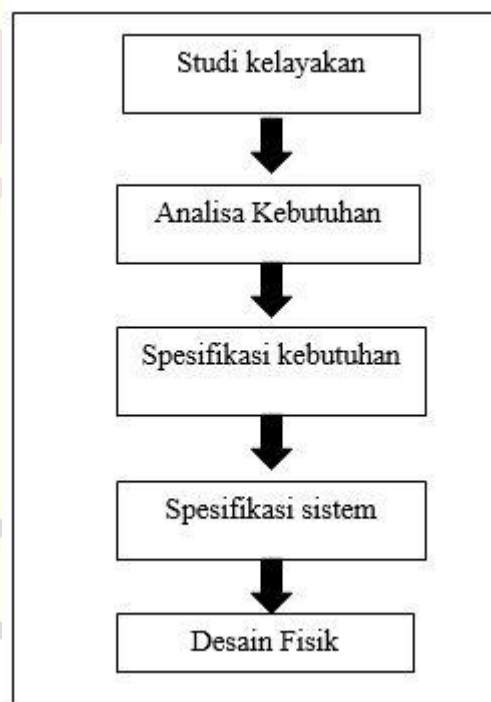 Studi kelayakan
Analisa Kebutuhan
Spesifikasi kebutuhan
Spesifikasi sistem
Desain Fisik